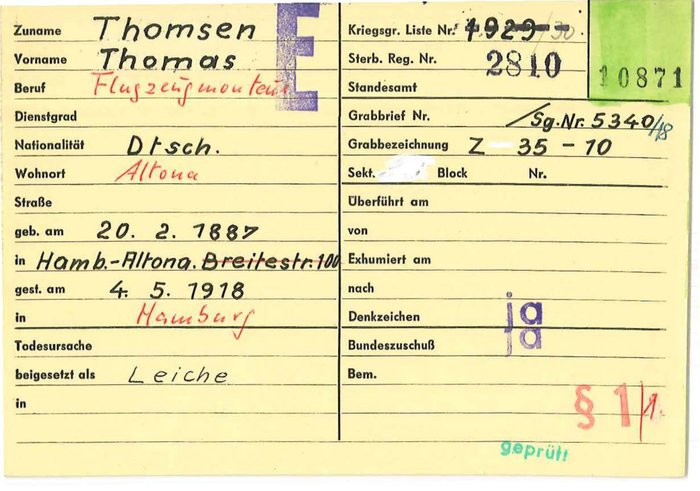 E
10871
Zuname Thomsen
Vorname Thomas
Beruf Flugzeugmonteur
Dienstgrad
Nationalität Dtsch.
Wohnort Altona
Straße
geb. am 20. 2. 1887
in Hamb.-Altona. Breitestr. 100
gest. am 4. 5. 1918
in Hamburg
Todesursache
beigesetzt als Leiche
in
Kriegsgr. Liste Nr. 1929/30
Sterb. Reg. Nr. 2810
Standesamt
Grabbrief Nr. /Sg.Nr. 5340/18
Grabbezeichnung Z 35 - 10
Sekt. Block Nr.
Überführt am
von
Exhumiert am
nach
Denkzeichen ja
Bundeszuschuß ja
Bem.
§ 1/1
geprüft